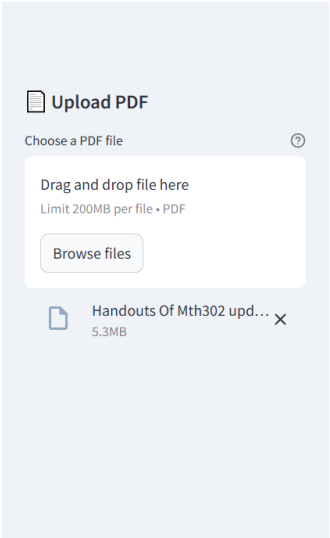 Upload PDF
Choose a PDF file
Drag and drop file here
Limit 200MB per file • PDF
Browse files
Handouts Of Mth302 upd...
5.3MB